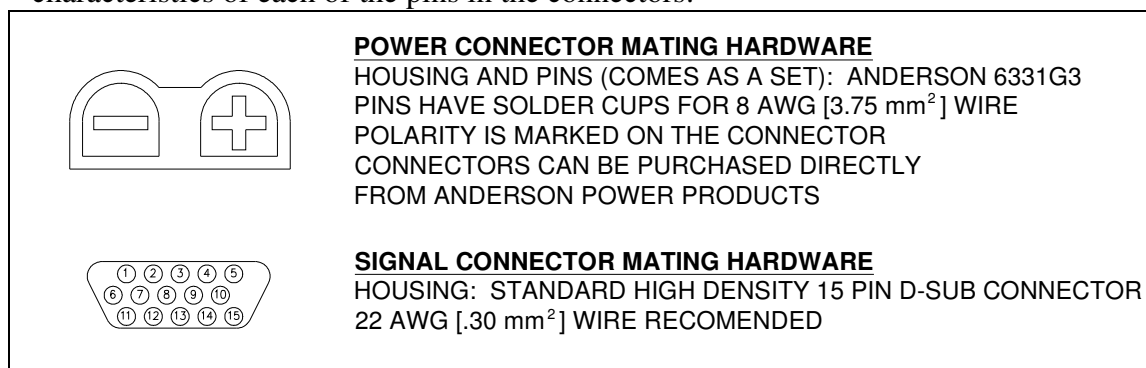 characteristics of each of the pins in the connectors.
POWER CONNECTOR MATING HARDWARE
HOUSING AND PINS (COMES AS A SET): ANDERSON 6331G3
PINS HAVE SOLDER CUPS FOR 8 AWG [3.75 mm²] WIRE
POLARITY IS MARKED ON THE CONNECTOR
CONNECTORS CAN BE PURCHASED DIRECTLY
FROM ANDERSON POWER PRODUCTS
SIGNAL CONNECTOR MATING HARDWARE
HOUSING: STANDARD HIGH DENSITY 15 PIN D-SUB CONNECTOR
22 AWG [.30 mm²] WIRE RECOMENDED
1 2 3 4 5
6 7 8 9 10
11 12 13 14 15